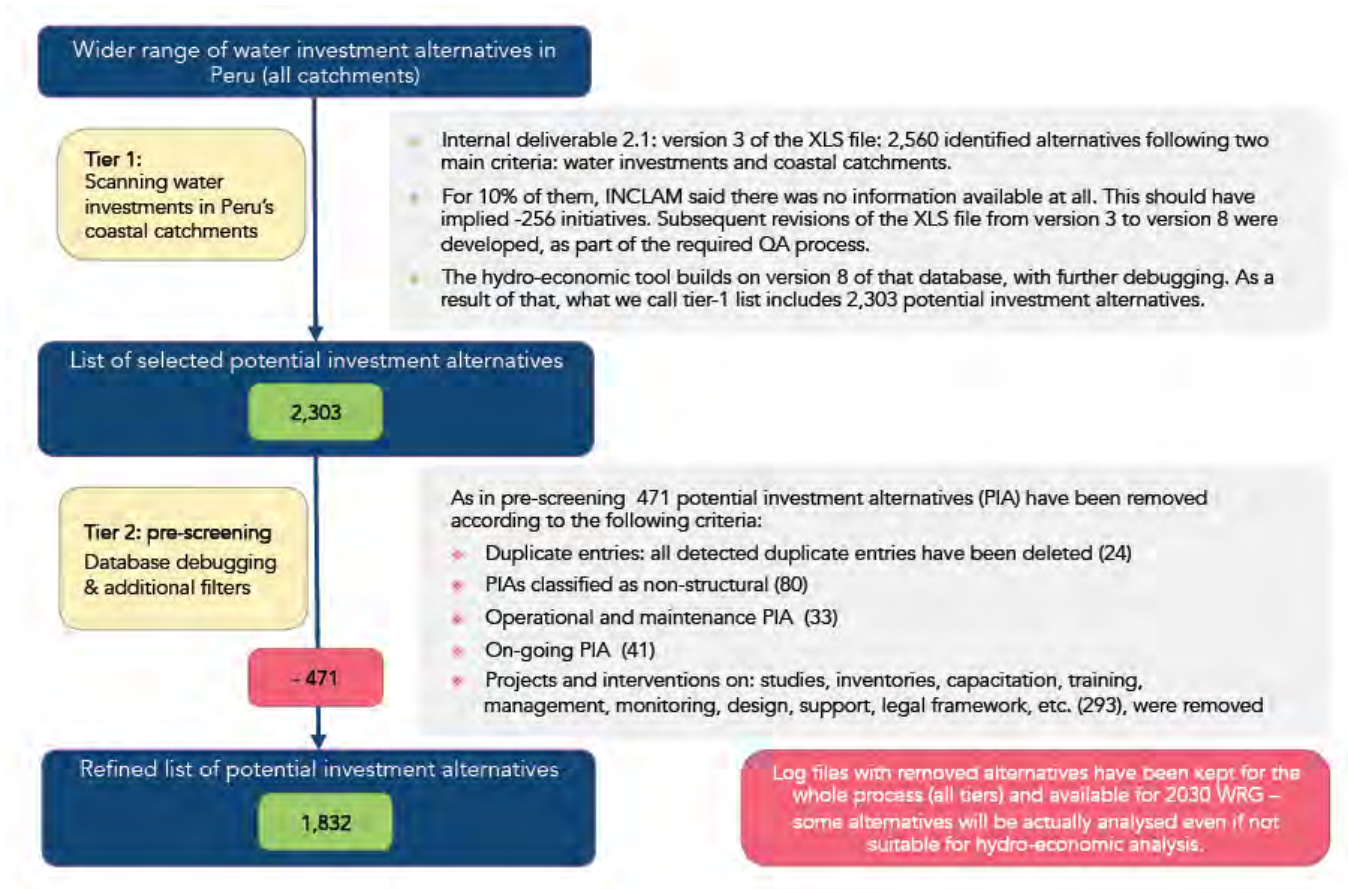 Wider range of water investment alternatives in
Peru (all catchments)
Tier 1:
Scanning water
investments in Peru's
coastal catchments
Internal deliverable 2.1: version 3 of the XLS file: 2,560 identified alternatives following two
main criteria: water investments and coastal catchments.
For 10% of them, INCLAM said there was no information available at all. This should have
implied -256 initiatives. Subsequent revisions of the XLS file from version 3 to version 8 were
developed, as part of the required QA process.
The hydro-economic tool builds on version 8 of that database, with further debugging. As a
result of that, what we call tier-1 list includes 2,303 potential investment alternatives.
List of selected potential investment alternatives
2,303
Tier 2: pre-screening
Database debugging
& additional filters
As in pre-screening 471 potential investment alternatives (PIA) have been removed
according to the following criteria:
Duplicate entries: all detected duplicate entries have been deleted (24)
PIAs classified as non-structural (80)
Operational and maintenance PIA (33)
On-going PIA (41)
Projects and interventions on: studies, inventories, capacitation, training,
management, monitoring, design, support, legal framework, etc. (293), were removed
- 471
Refined list of potential investment alternatives
1,832
Log files with removed alternatives have been kept for the
whole process (all tiers) and available for 2030 WRG –
some alternatives will be actually analysed even if not
suitable for hydro-economic analysis.